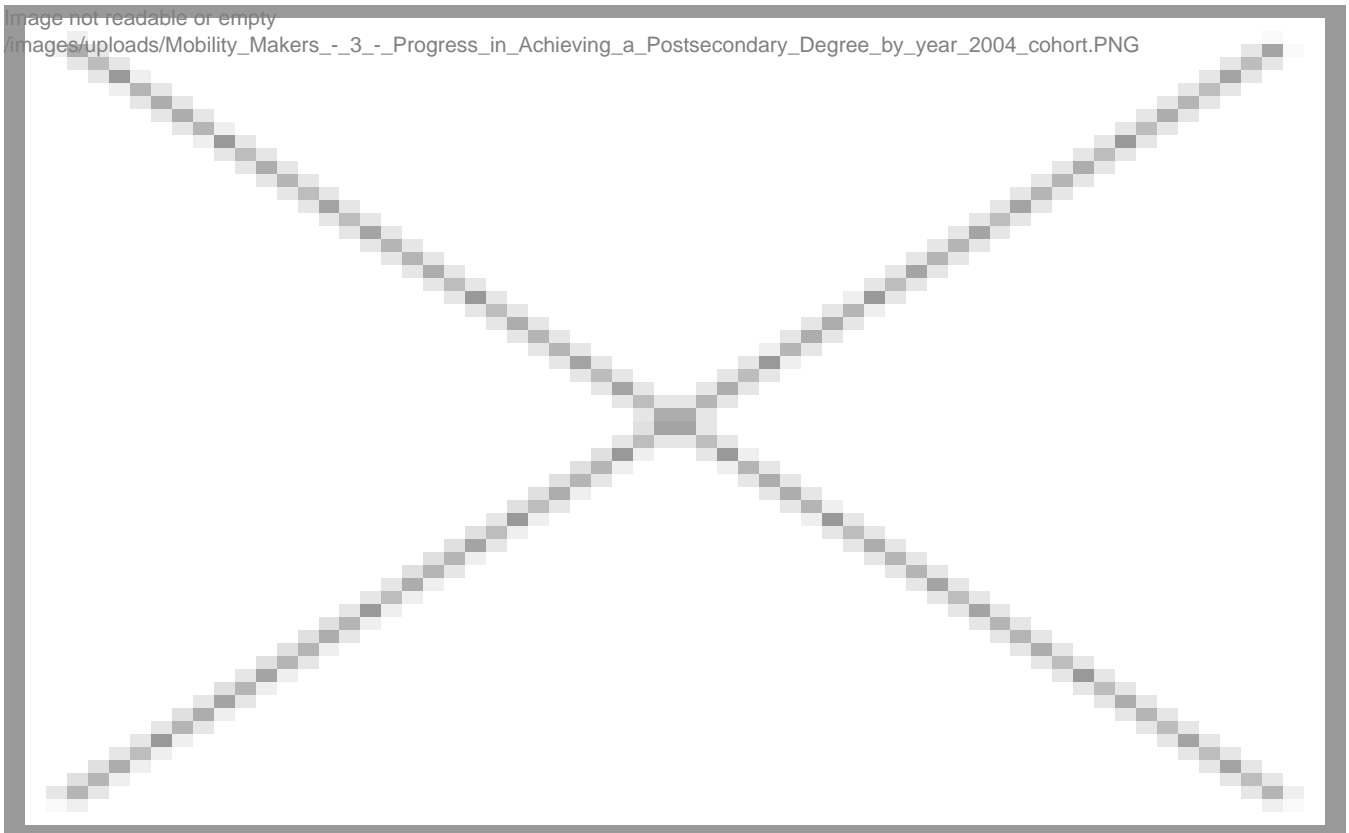 Image not readable or empty
/images/uploads/Mobility_Makers_-_3_-_Progress_in_Achieving_a_Postsecondary_Degree_by_year_2004_cohort.PNG